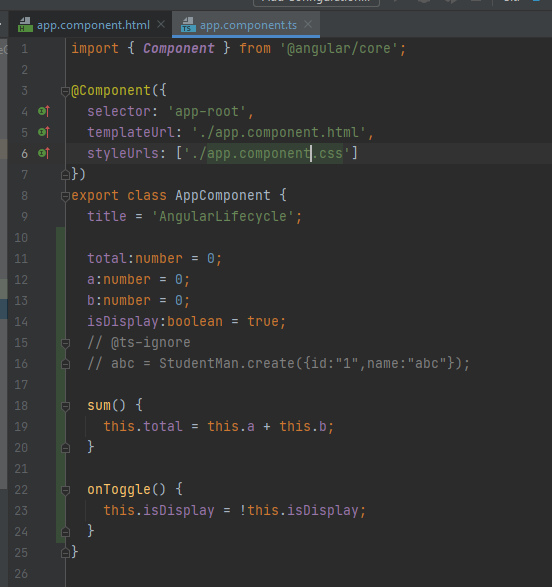 app.component.html
app.component.ts
1 import { Component } from '@angular/core';
2
3 @Component({
4 selector: 'app-root',
5 templateUrl: './app.component.html',
6 styleUrls: ['./app.component.css']
7 })
8 export class AppComponent {
9 title = 'AngularLifecycle';
10
11 total:number = 0;
12 a:number = 0;
13 b:number = 0;
14 isDisplay:boolean = true;
15 // @ts-ignore
16 // abc = StudentMan.create({id:"1",name:"abc"});
17
18 sum() {
19 this.total = this.a + this.b;
20 }
21
22 onToggle() {
23 this.isDisplay = !this.isDisplay;
24 }
25 }
26